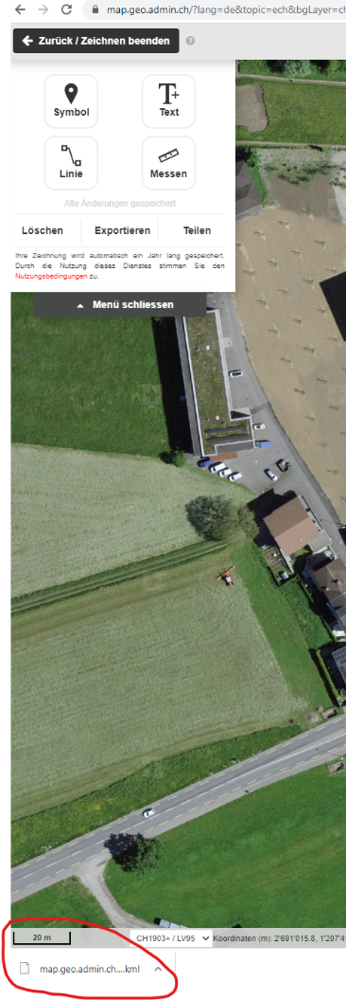 map.geo.admin.ch/?lang=de&topic=ech&bgLayer=ch
Zurück / Zeichnen beenden
Symbol
Text
Linie
Messen
Alle Änderungen gespeichert
Löschen
Exportieren
Teilen
Ihre Zeichnung wird automatisch ein Jahr lang gespeichert.
Durch die Nutzung dieses Dienstes stimmen Sie den
Nutzungsbedingungen zu.
Menü schliessen
20 m
CH1903+ / LV95
Koordinaten (m): 2'691'015.8, 1'207'4
map.geo.admin.ch....kml